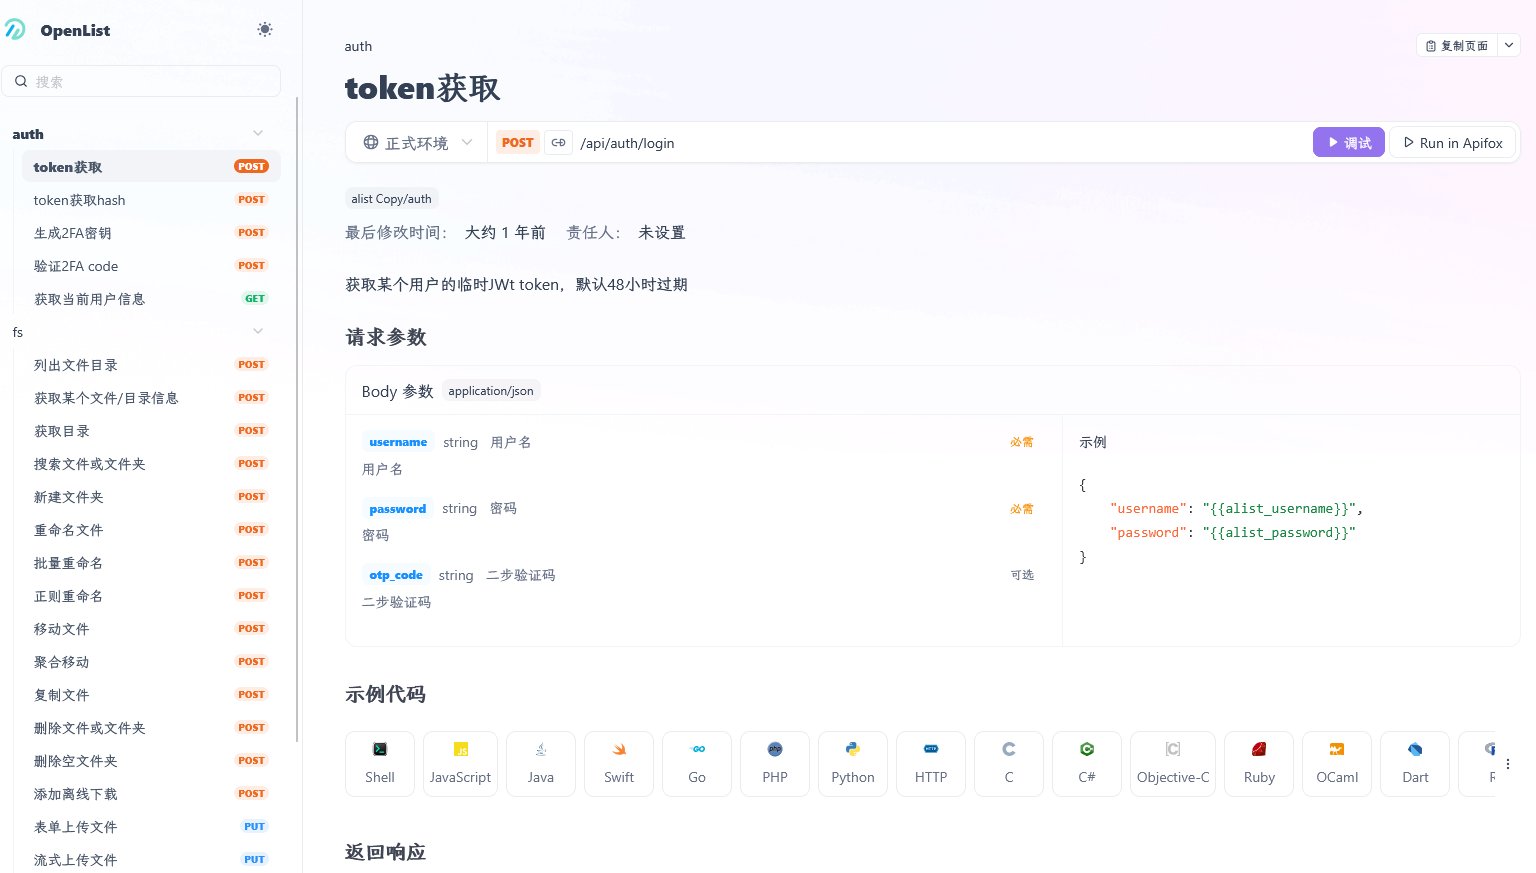 OpenList
搜索
auth
token获取 POST
token获取hash POST
生成2FA密钥 POST
验证2FA code POST
获取当前用户信息 GET
fs
列出文件目录 POST
获取某个文件/目录信息 POST
获取目录 POST
搜索文件或文件夹 POST
新建文件夹 POST
重命名文件 POST
批量重命名 POST
正则重命名 POST
移动文件 POST
聚合移动 POST
复制文件 POST
删除文件或文件夹 POST
删除空文件夹 POST
添加离线下载 POST
表单上传文件 PUT
流式上传文件 PUT
auth
复制页面
token获取
正式环境 POST /api/auth/login 调试 Run in Apifox
alist Copy/auth
最后修改时间： 大约 1 年前 责任人： 未设置
获取某个用户的临时JWt token，默认48小时过期
请求参数
Body 参数 application/json
username string 用户名 必需
用户名
password string 密码 必需
密码
otp_code string 二步验证码 可选
二步验证码
示例
{
"username": "{{alist_username}}",
"password": "{{alist_password}}"
}
示例代码
Shell JavaScript Java Swift Go PHP Python HTTP C C# Objective-C Ruby OCaml Dart R
返回响应